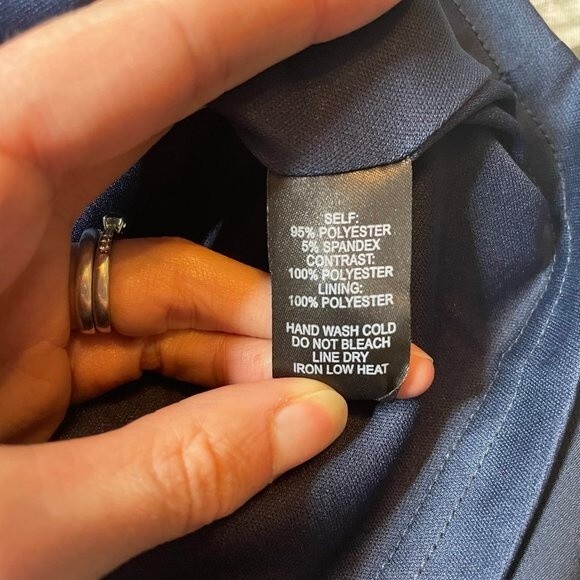 SELF:
95% POLYESTER
5% SPANDEX
CONTRAST:
100% POLYESTER
LINING:
100% POLYESTER
HAND WASH COLD
DO NOT BLEACH
LINE DRY
IRON LOW HEAT